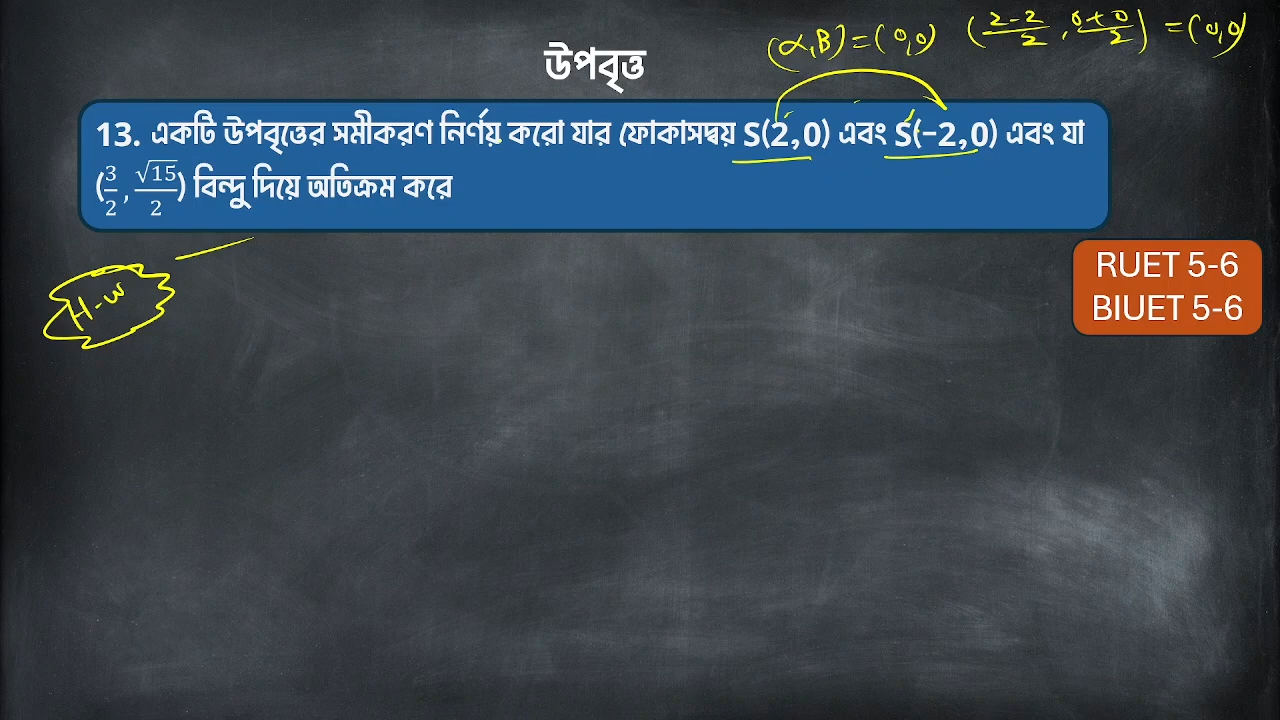 (α,β)=(0,0) (2-2/2, 0+0/2) =(0,0)
উপবৃত্ত
13. একটি উপবৃত্তের সমীকরণ নির্ণয় করো যার ফোকাসদ্বয় S(2,0) এবং S′(−2,0) এবং যা
(3/2, √15/2) বিন্দু দিয়ে অতিক্রম করে
H-W
RUET 5-6
BIUET 5-6